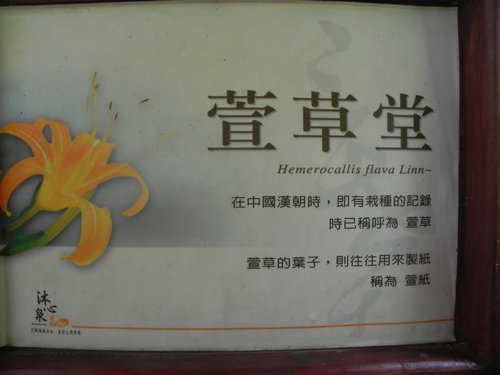 萱草堂
Hemerocallis flava Linn~
在中國漢朝時，即有栽種的記錄
時已稱呼為 萱草
萱草的葉子，則往往用來製紙
稱為 萱紙
沐心泉